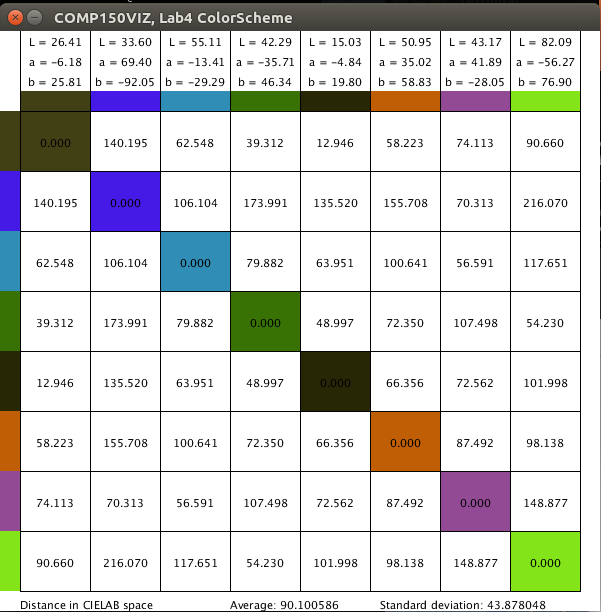 COMP150VIZ, Lab4 ColorScheme
L = 26.41 L = 33.60 L = 55.11 L = 42.29 L = 15.03 L = 50.95 L = 43.17 L = 82.09
a = −6.18 a = 69.40 a = −13.41 a = −35.71 a = −4.84 a = 35.02 a = 41.89 a = −56.27
b = 25.81 b = −92.05 b = −29.29 b = 46.34 b = 19.80 b = 58.83 b = −28.05 b = 76.90
0.000 140.195 62.548 39.312 12.946 58.223 74.113 90.660
140.195 0.000 106.104 173.991 135.520 155.708 70.313 216.070
62.548 106.104 0.000 79.882 63.951 100.641 56.591 117.651
39.312 173.991 79.882 0.000 48.997 72.350 107.498 54.230
12.946 135.520 63.951 48.997 0.000 66.356 72.562 101.998
58.223 155.708 100.641 72.350 66.356 0.000 87.492 98.138
74.113 70.313 56.591 107.498 72.562 87.492 0.000 148.877
90.660 216.070 117.651 54.230 101.998 98.138 148.877 0.000
Distance in CIELAB space Average: 90.100586 Standard deviation: 43.878048